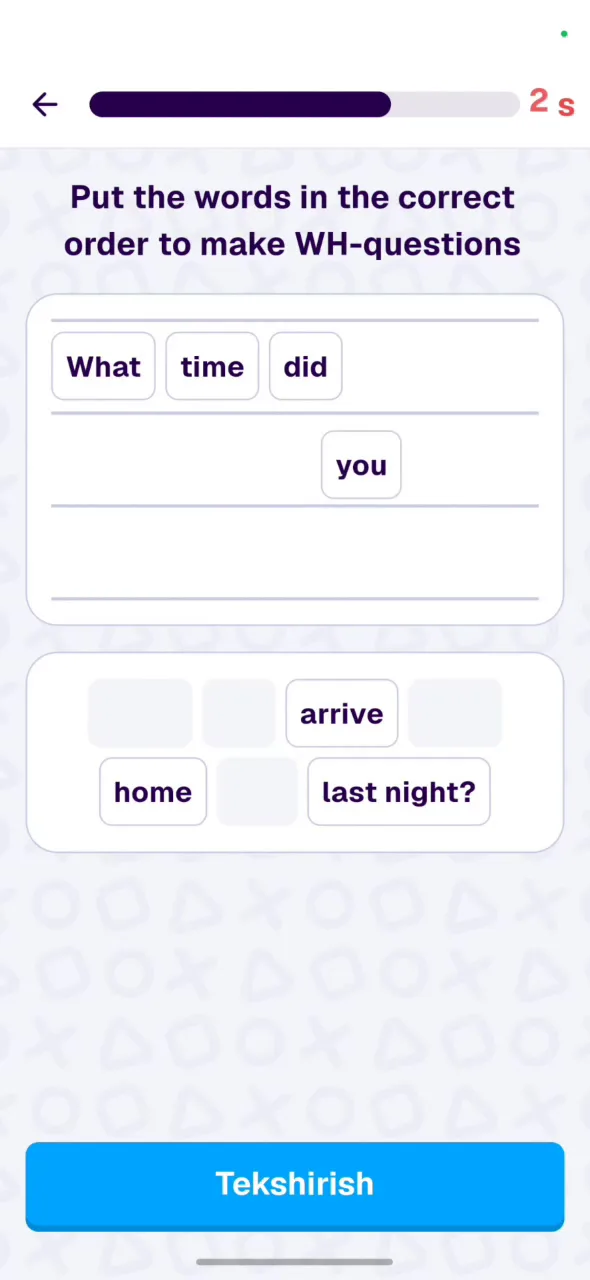 2 s
Put the words in the correct
order to make WH-questions
What time did
you
arrive
home last night?
Tekshirish